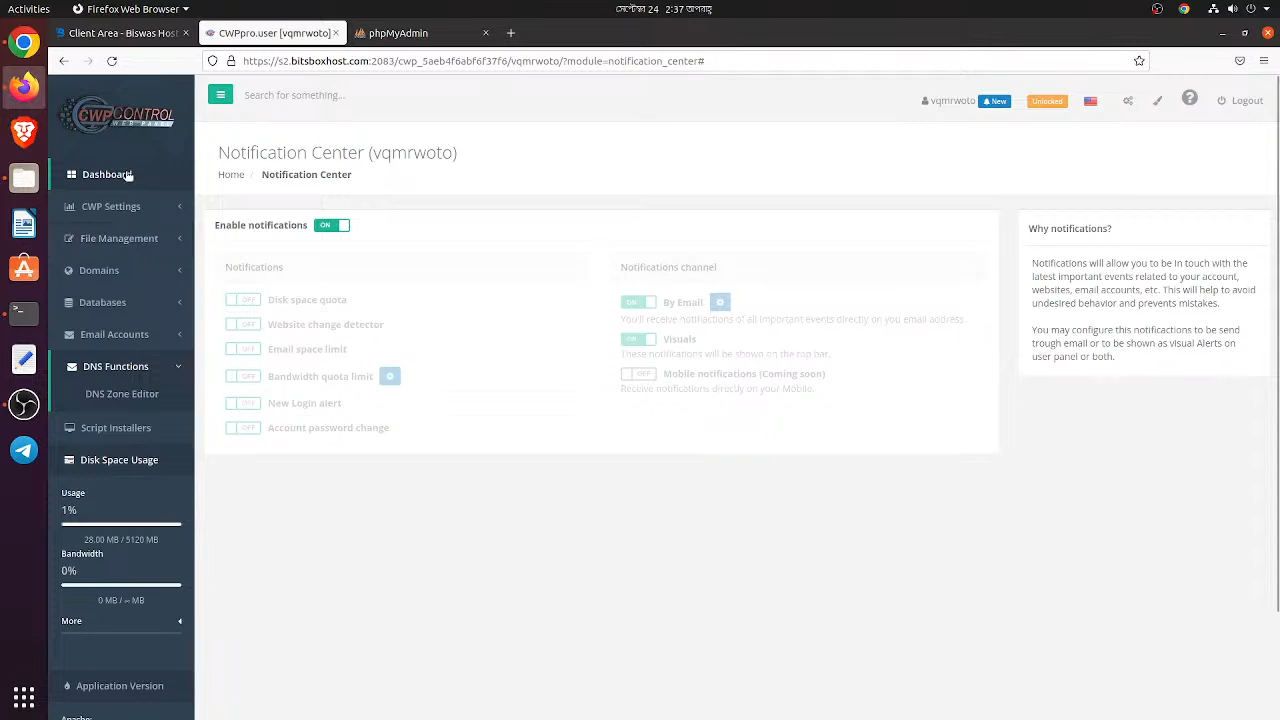 Activities
Firefox Web Browser
সেপ্টেম্বর 24 2:37 অপরাহ্ণ
Client Area - Biswas Host
CWPpro.user [vqmrwoto]
phpMyAdmin
https://s2.bitsboxhost.com:2083/cwp_5aeb4f6abf6f37f6/vqmrwoto/?module=notification_center#
CWPCONTROL
WEB PANEL
Search for something...
vqmrwoto
New
Unlocked
Logout
Dashboard
CWP Settings
File Management
Domains
Databases
Email Accounts
DNS Functions
DNS Zone Editor
Script Installers
Disk Space Usage
Usage
1%
28.00 MB / 5120 MB
Bandwidth
0%
0 MB / ∞ MB
More
Application Version
Apache:
Notification Center (vqmrwoto)
Home / Notification Center
Enable notifications ON
Notifications
OFF Disk space quota
OFF Website change detector
OFF Email space limit
OFF Bandwidth quota limit
OFF New Login alert
OFF Account password change
Notifications channel
ON By Email
You'll receive notifiactions of all important events directly on you email address.
ON Visuals
These notifications will be shown on the top bar.
OFF Mobile notifications (Coming soon)
Receive notifications directly on your Mobile.
Why notifications?
Notifications will allow you to be in touch with the
latest important events related to your account,
websites, email accounts, etc. This will help to avoid
undesired behavior and prevents mistakes.
You may configure this notifications to be send
trough email or to be shown as visual Alerts on
user panel or both.